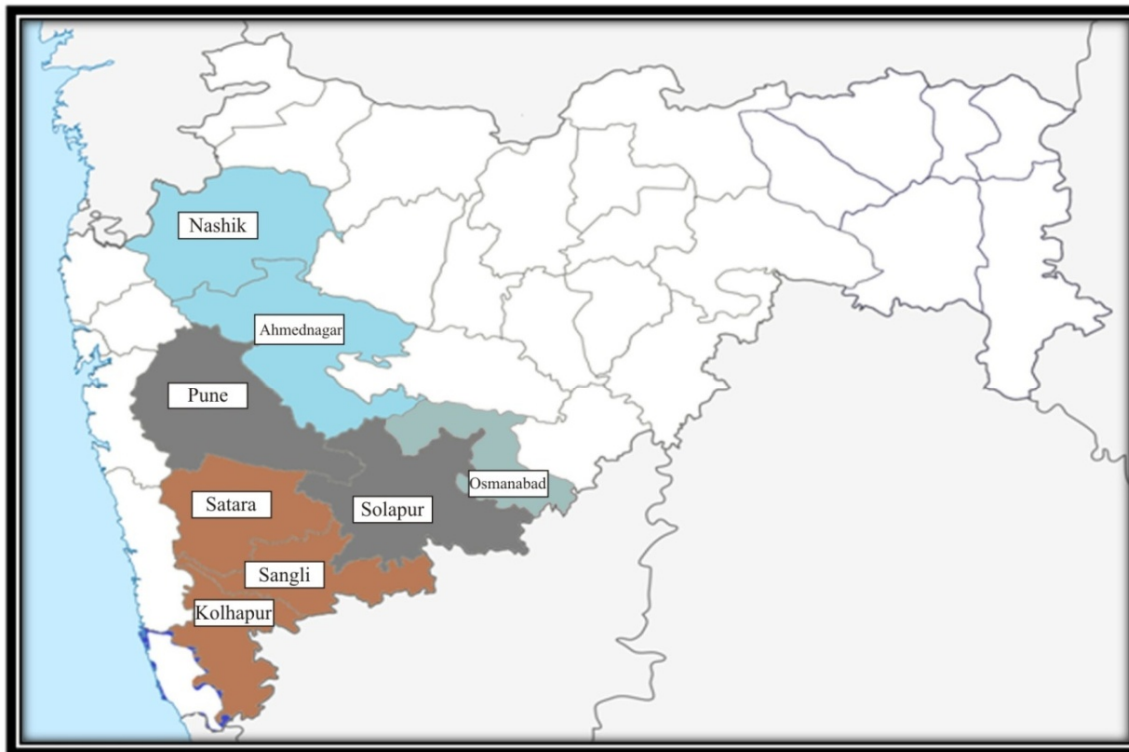 Nashik
Ahmednagar
Pune
Osmanabad
Satara
Solapur
Sangli
Kolhapur